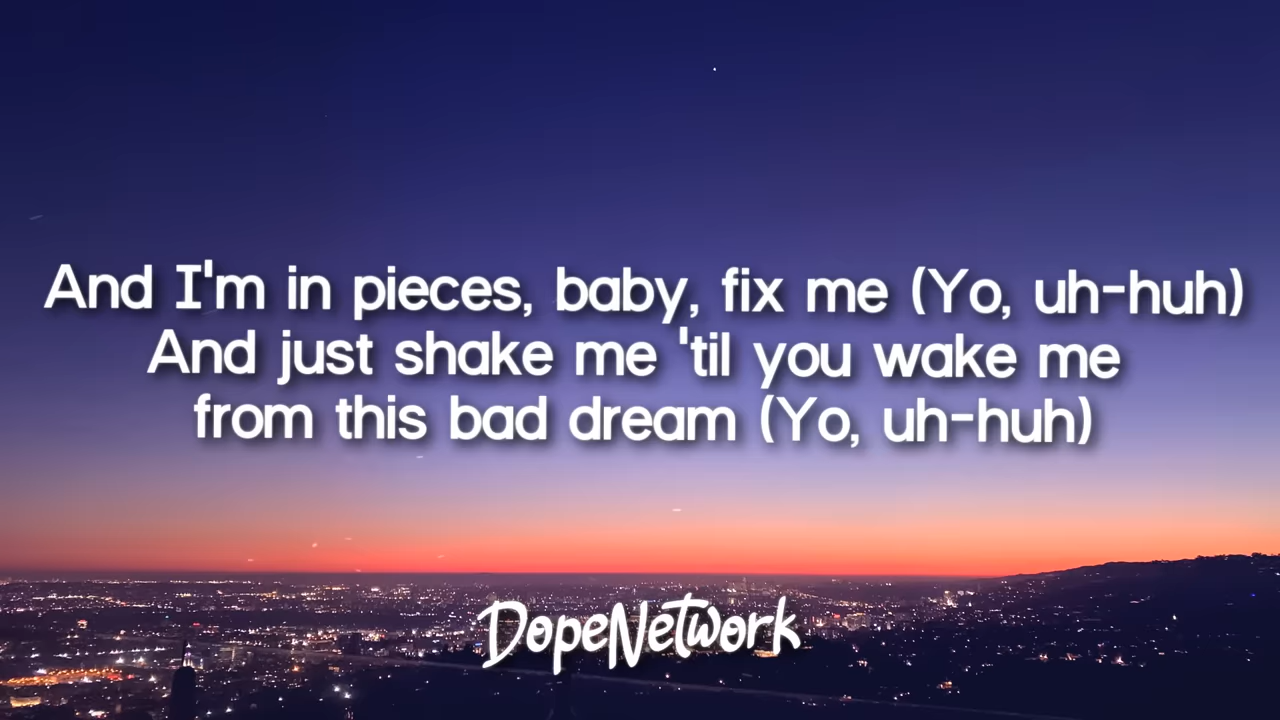 And I'm in pieces, baby, fix me (Yo, uh-huh)
And just shake me 'til you wake me
from this bad dream (Yo, uh-huh)
DopeNetwork